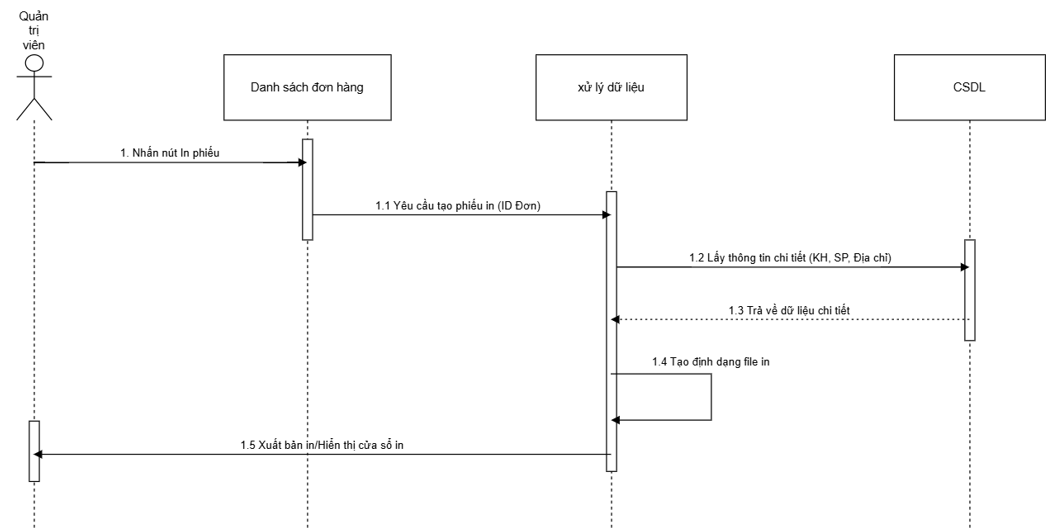 Quản
trị
viên
Danh sách đơn hàng
xử lý dữ liệu
CSDL
1. Nhấn nút In phiếu
1.1 Yêu cầu tạo phiếu in (ID Đơn)
1.2 Lấy thông tin chi tiết (KH, SP, Địa chỉ)
1.3 Trả về dữ liệu chi tiết
1.4 Tạo định dạng file in
1.5 Xuất bản in/Hiển thị cửa sổ in